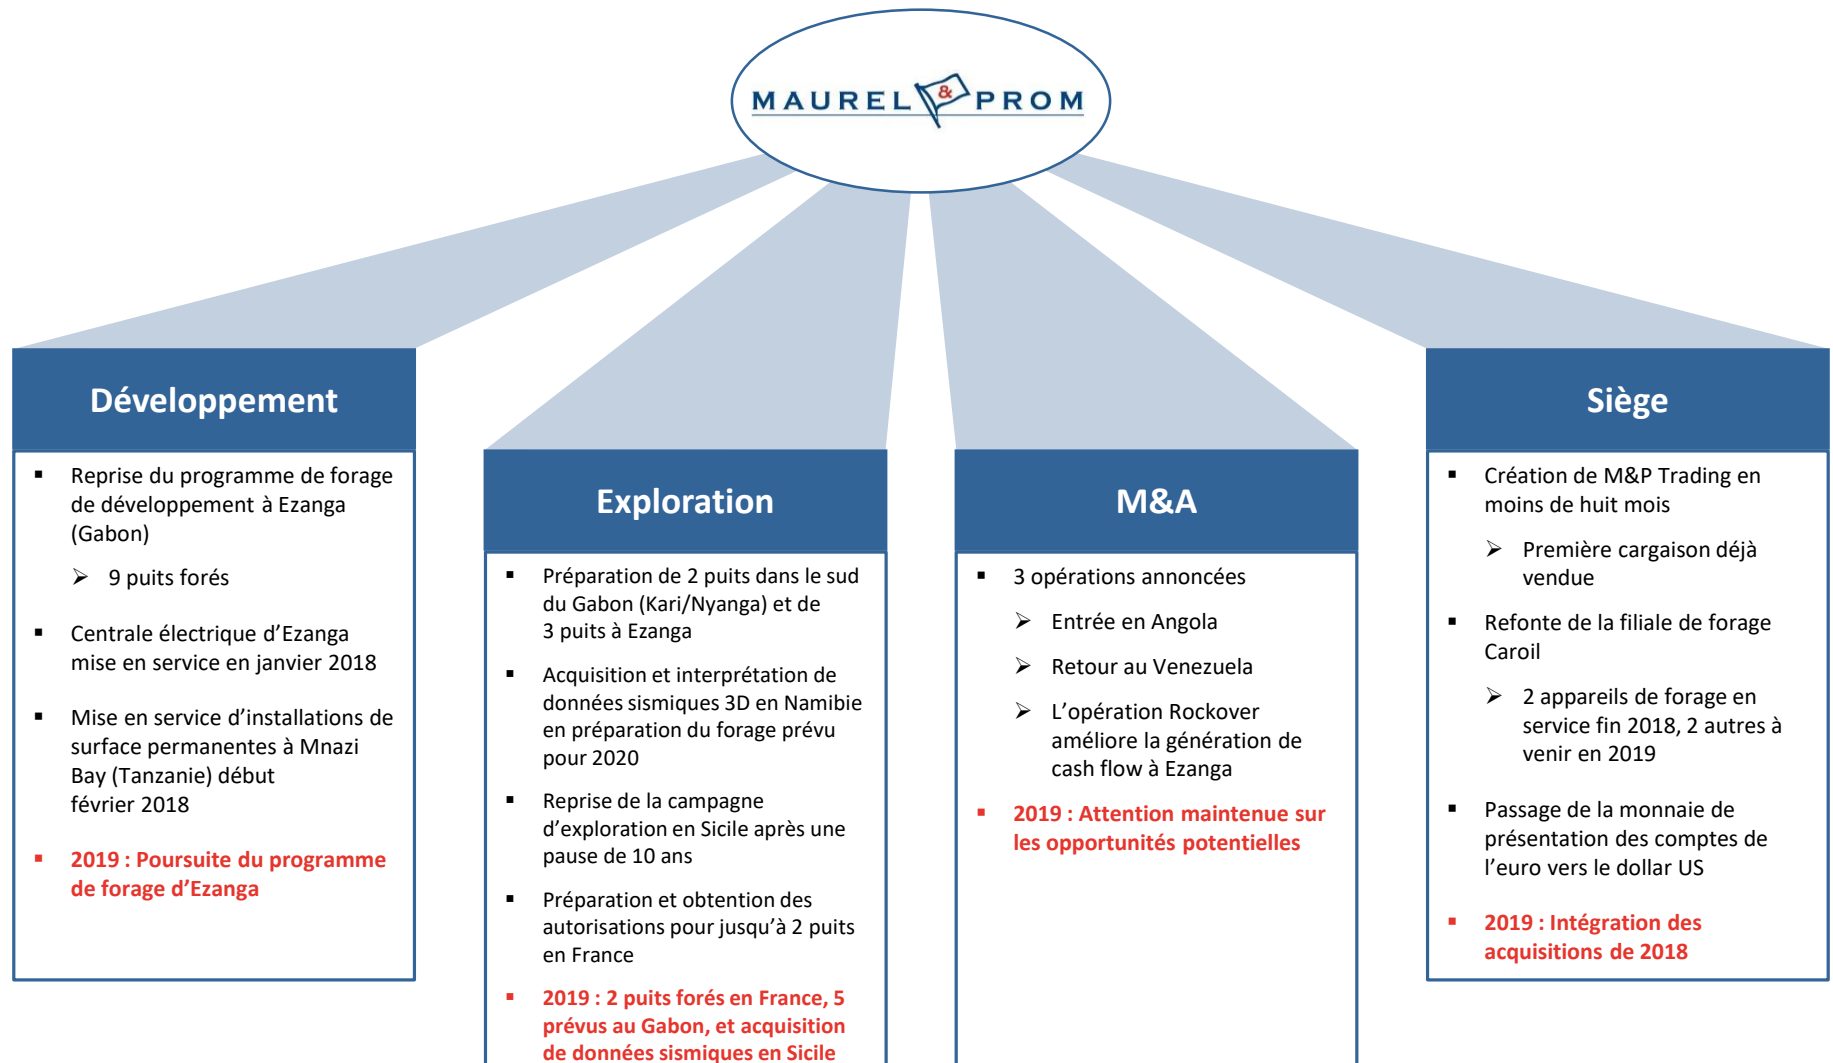 MAUREL & PROM
Développement
Reprise du programme de forage
de développement à Ezanga
(Gabon)
9 puits forés
Centrale électrique d’Ezanga
mise en service en janvier 2018
Mise en service d’installations de
surface permanentes à Mnazi
Bay (Tanzanie) début
février 2018
2019 : Poursuite du programme
de forage d’Ezanga
Exploration
Préparation de 2 puits dans le sud
du Gabon (Kari/Nyanga) et de
3 puits à Ezanga
Acquisition et interprétation de
données sismiques 3D en Namibie
en préparation du forage prévu
pour 2020
Reprise de la campagne
d’exploration en Sicile après une
pause de 10 ans
Préparation et obtention des
autorisations pour jusqu’à 2 puits
en France
2019 : 2 puits forés en France, 5
prévus au Gabon, et acquisition
de données sismiques en Sicile
M&A
3 opérations annoncées
Entrée en Angola
Retour au Venezuela
L’opération Rockover
améliore la génération de
cash flow à Ezanga
2019 : Attention maintenue sur
les opportunités potentielles
Siège
Création de M&P Trading en
moins de huit mois
Première cargaison déjà
vendue
Refonte de la filiale de forage
Caroil
2 appareils de forage en
service fin 2018, 2 autres à
venir en 2019
Passage de la monnaie de
présentation des comptes de
l’euro vers le dollar US
2019 : Intégration des
acquisitions de 2018